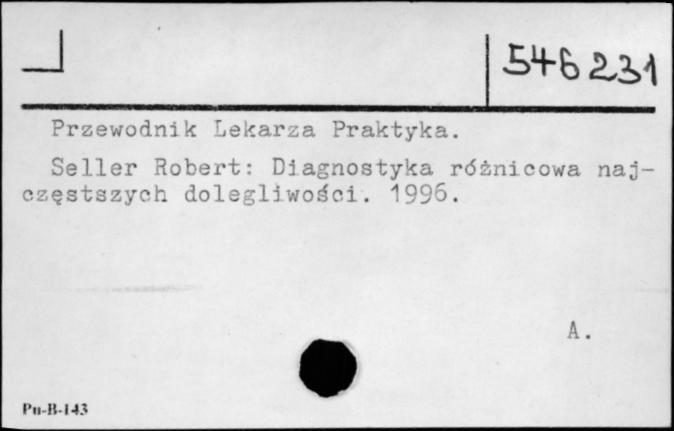 546231
Przewodnik Lekarza Praktyka.
Seller Robert: Diagnostyka różnicowa naj-
częstszych dolegliwości. 1996.
A.
Pu-B-143